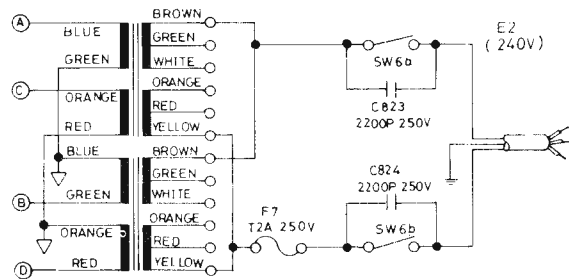 A
BLUE
BROWN
GREEN
GREEN
WHITE
C
ORANGE
ORANGE
RED
RED
YELLOW
BLUE
BROWN
GREEN
B
GREEN
WHITE
ORANGE
ORANGE
RED
D
RED
YELLOW
F7
T2A 250V
SW6a
C823
2200P 250V
C824
2200P 250V
SW6b
E2
(240V)